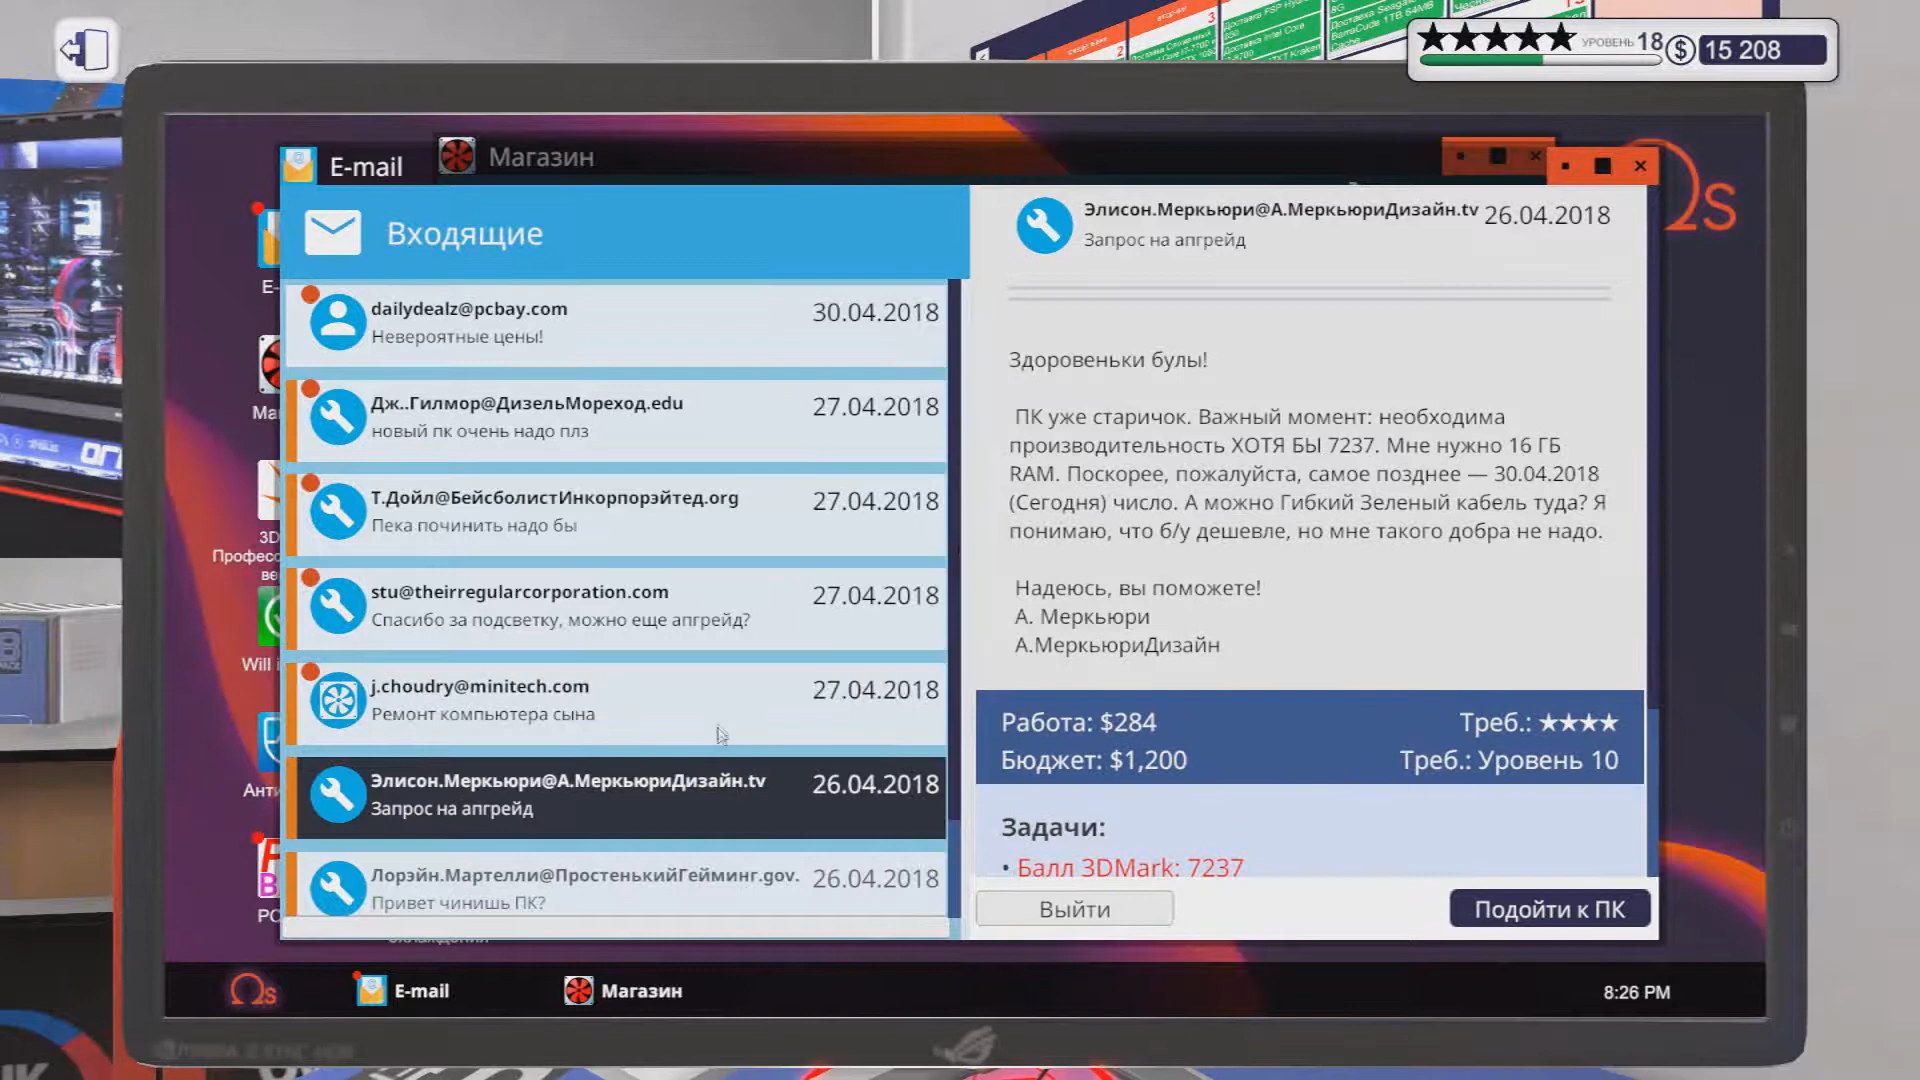 УРОВЕНЬ 18
$ 15 208
E-mail
Магазин
Входящие
dailydealz@pcbay.com
30.04.2018
Невероятные цены!
Дж..Гилмор@ДизельМореход.edu
27.04.2018
новый пк очень надо плз
Т.Дойл@БейсболистИнкорпорэйтед.org
27.04.2018
Пека починить надо бы
stu@theirregularcorporation.com
27.04.2018
Спасибо за подсветку, можно еще апгрейд?
j.choudry@minitech.com
27.04.2018
Ремонт компьютера сына
Элисон.Меркьюри@А.МеркьюриДизайн.tv
26.04.2018
Запрос на апгрейд
Лорэйн.Мартелли@ПростенькийГейминг.gov.
26.04.2018
Привет чинишь ПК?
Элисон.Меркьюри@А.МеркьюриДизайн.tv
26.04.2018
Запрос на апгрейд
Здоровеньки булы!
ПК уже старичок. Важный момент: необходима
производительность ХОТЯ БЫ 7237. Мне нужно 16 ГБ
RAM. Поскорее, пожалуйста, самое позднее — 30.04.2018
(Сегодня) число. А можно Гибкий Зеленый кабель туда? Я
понимаю, что б/у дешевле, но мне такого добра не надо.
Надеюсь, вы поможете!
А. Меркьюри
А.МеркьюриДизайн
Работа: $284
Треб.: ★★★★
Бюджет: $1,200
Треб.: Уровень 10
Задачи:
• Балл 3DMark: 7237
Выйти
Подойти к ПК
Ωs
E-mail
Магазин
8:26 PM